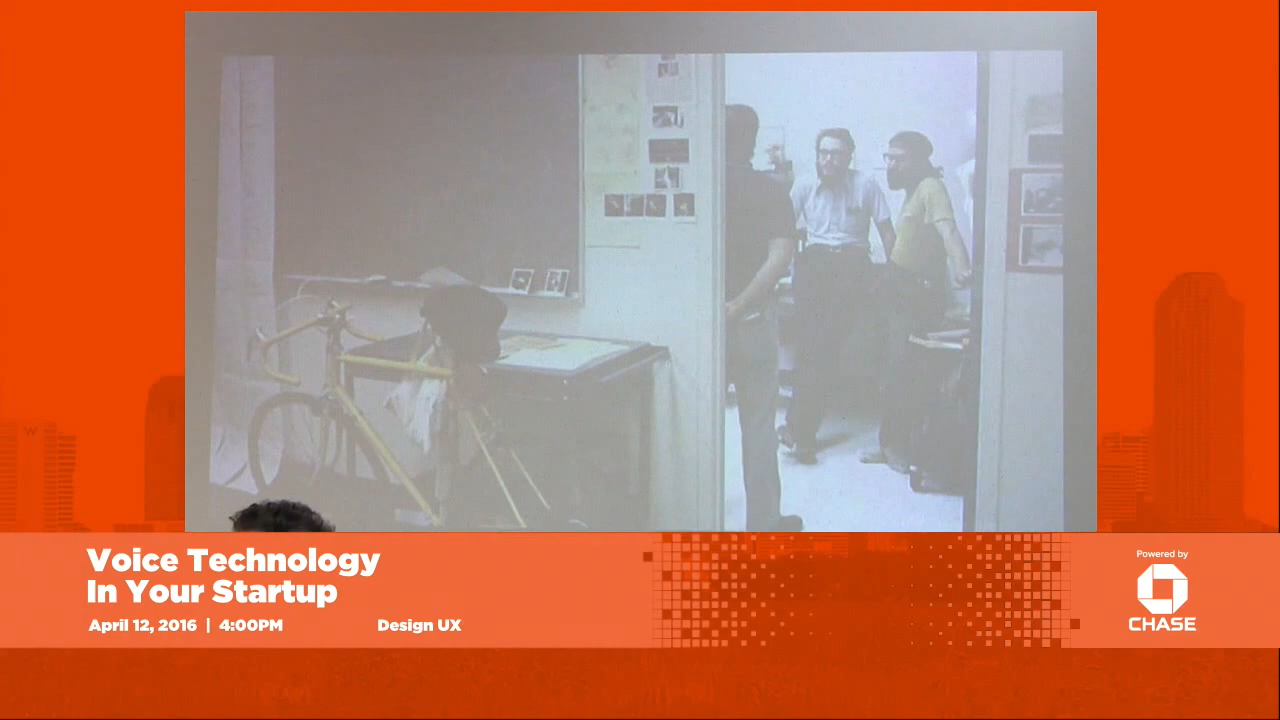 Voice Technology
In Your Startup
April 12, 2016 | 4:00PM
Design UX
Powered by
CHASE
W